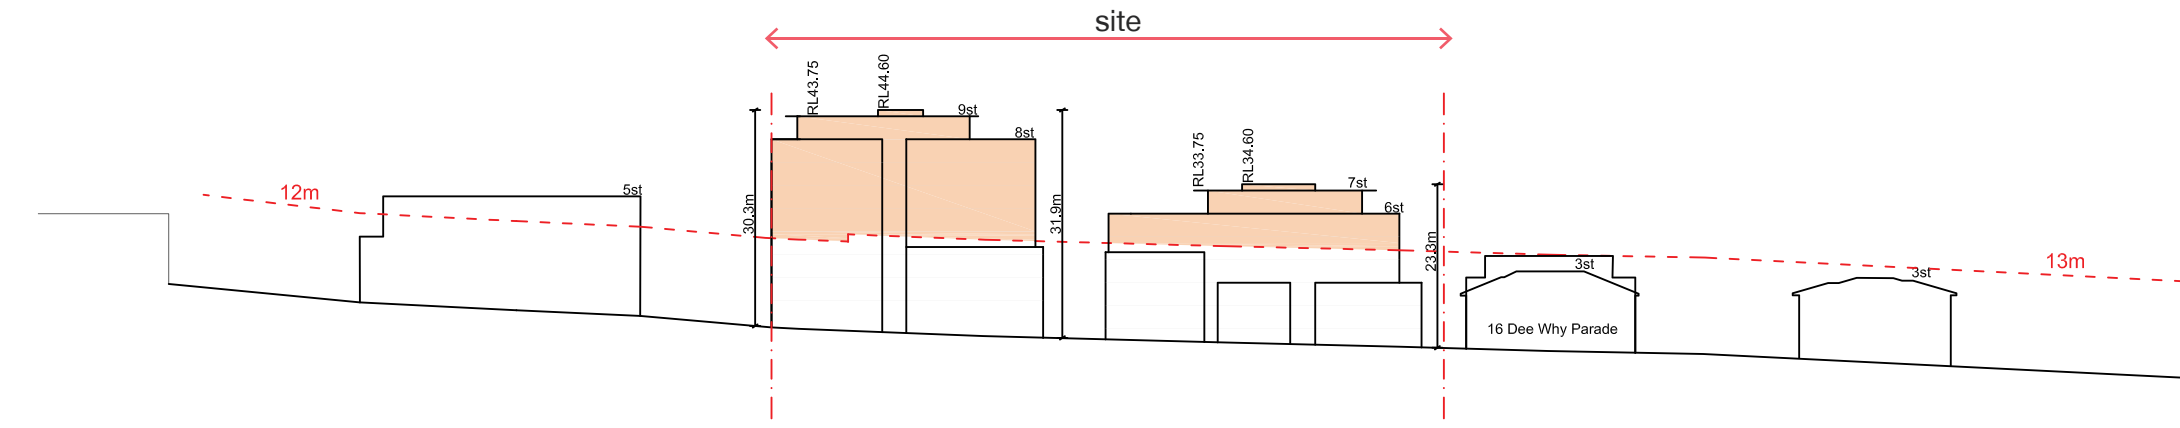 site
RL43.75
RL44.60
9st
8st
RL33.75
RL34.60
7st
6st
12m
5st
30.3m
31.9m
23.3m
3st
3st
13m
16 Dee Why Parade